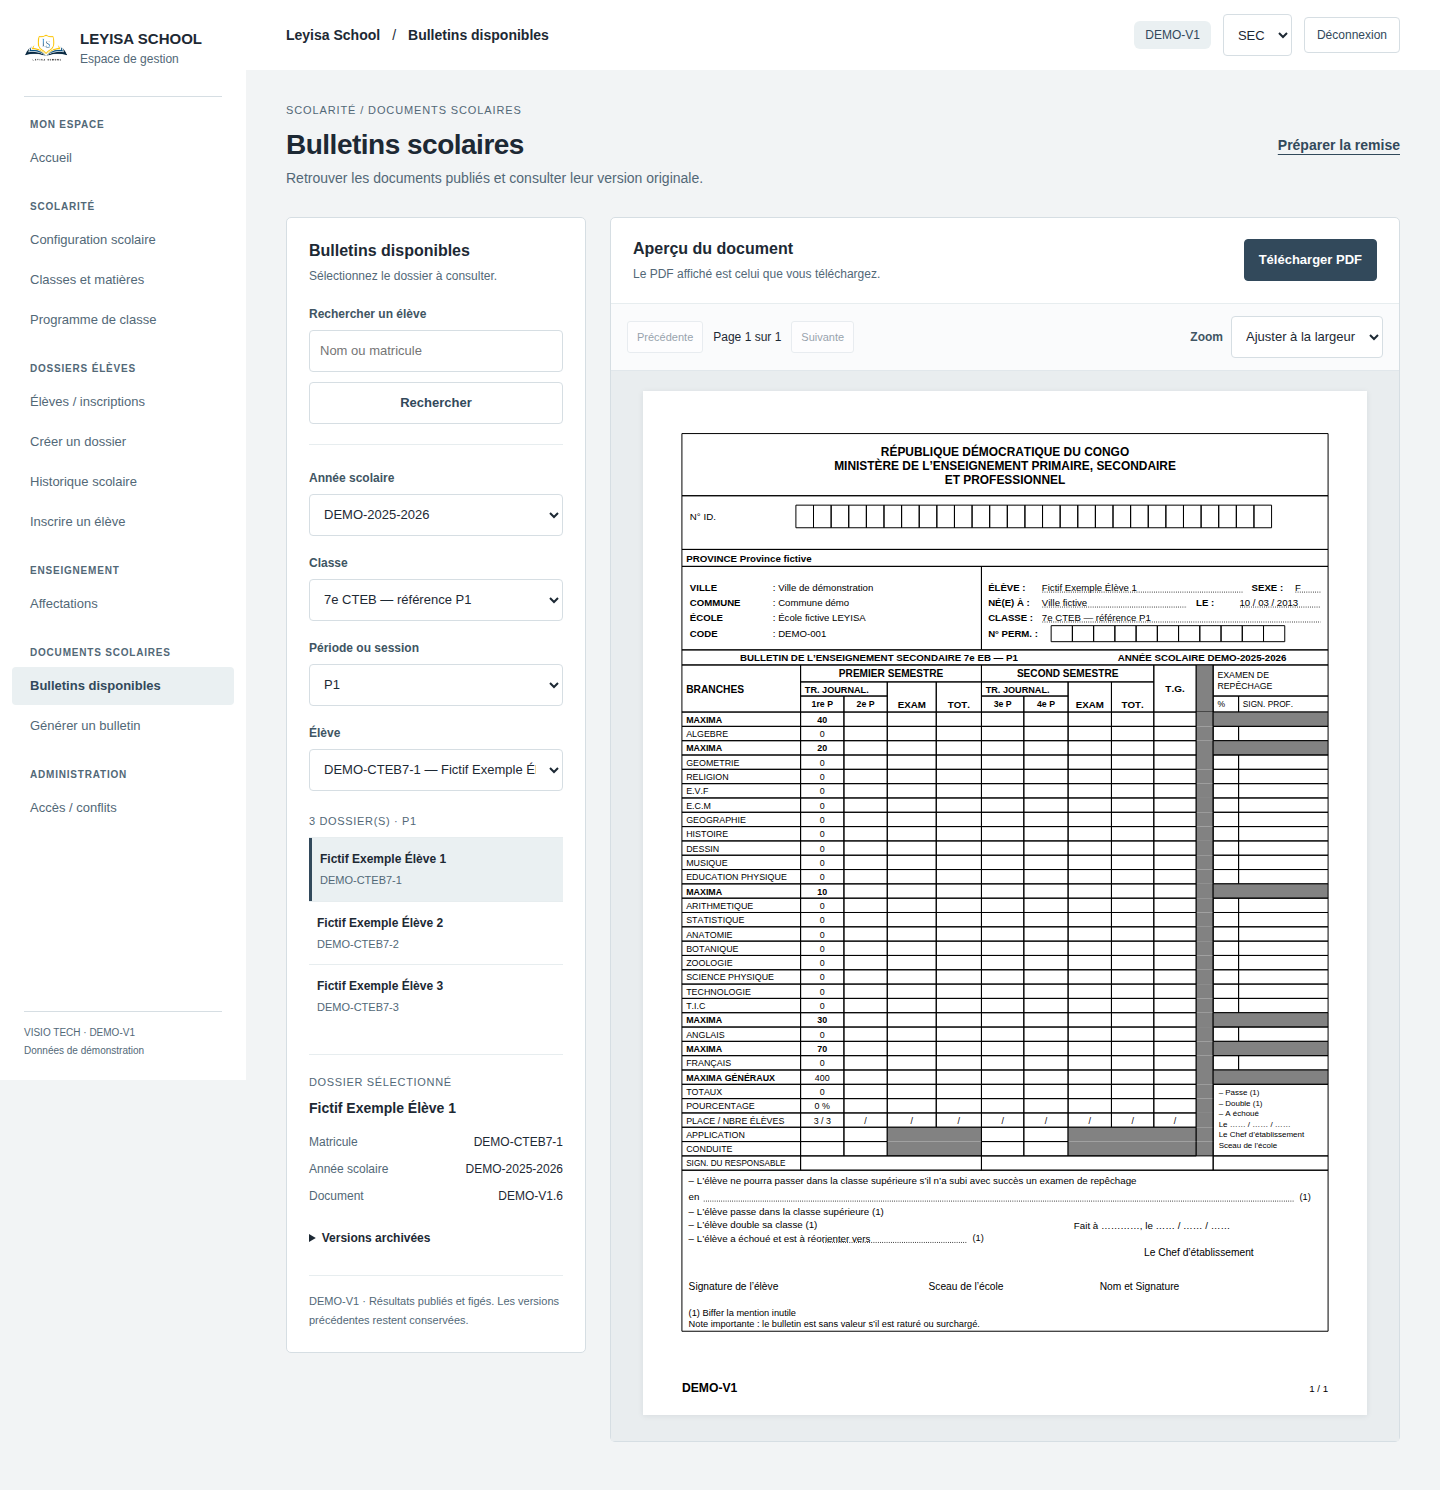 LEYISA SCHOOL
Espace de gestion
MON ESPACE
Accueil
SCOLARITÉ
Configuration scolaire
Classes et matières
Programme de classe
DOSSIERS ÉLÈVES
Élèves / inscriptions
Créer un dossier
Historique scolaire
Inscrire un élève
ENSEIGNEMENT
Affectations
DOCUMENTS SCOLAIRES
Bulletins disponibles
Générer un bulletin
ADMINISTRATION
Accès / conflits
VISIO TECH · DEMO-V1
Données de démonstration
Leyisa School / Bulletins disponibles
DEMO-V1
SEC
Déconnexion
SCOLARITÉ / DOCUMENTS SCOLAIRES
Bulletins scolaires
Retrouver les documents publiés et consulter leur version originale.
Préparer la remise
Bulletins disponibles
Sélectionnez le dossier à consulter.
Rechercher un élève
Nom ou matricule
Rechercher
Année scolaire
DEMO-2025-2026
Classe
7e CTEB — référence P1
Période ou session
P1
Élève
DEMO-CTEB7-1 — Fictif Exemple É
3 DOSSIER(S) · P1
Fictif Exemple Élève 1
DEMO-CTEB7-1
Fictif Exemple Élève 2
DEMO-CTEB7-2
Fictif Exemple Élève 3
DEMO-CTEB7-3
DOSSIER SÉLECTIONNÉ
Fictif Exemple Élève 1
Matricule DEMO-CTEB7-1
Année scolaire DEMO-2025-2026
Document DEMO-V1.6
Versions archivées
DEMO-V1 · Résultats publiés et figés. Les versions
précédentes restent conservées.
Aperçu du document
Le PDF affiché est celui que vous téléchargez.
Télécharger PDF
Précédente Page 1 sur 1 Suivante
Zoom Ajuster à la largeur
RÉPUBLIQUE DÉMOCRATIQUE DU CONGO
MINISTÈRE DE L’ENSEIGNEMENT PRIMAIRE, SECONDAIRE
ET PROFESSIONNEL
N° ID.
PROVINCE Province fictive
VILLE : Ville de démonstration
COMMUNE : Commune démo
ÉCOLE : École fictive LEYISA
CODE : DEMO-001
ÉLÈVE : Fictif Exemple Élève 1 SEXE : F
NÉ(E) À : Ville fictive LE : 10 / 03 / 2013
CLASSE : 7e CTEB — référence P1
N° PERM. :
BULLETIN DE L’ENSEIGNEMENT SECONDAIRE 7e EB — P1 ANNÉE SCOLAIRE DEMO-2025-2026
BRANCHES PREMIER SEMESTRE SECOND SEMESTRE T.G. EXAMEN DE REPÊCHAGE
TR. JOURNAL. EXAM TOT. TR. JOURNAL. EXAM TOT.
1re P 2e P 3e P 4e P % SIGN. PROF.
MAXIMA 40
ALGEBRE 0
MAXIMA 20
GEOMETRIE 0
RELIGION 0
E.V.F 0
E.C.M 0
GEOGRAPHIE 0
HISTOIRE 0
DESSIN 0
MUSIQUE 0
EDUCATION PHYSIQUE 0
MAXIMA 10
ARITHMETIQUE 0
STATISTIQUE 0
ANATOMIE 0
BOTANIQUE 0
ZOOLOGIE 0
SCIENCE PHYSIQUE 0
TECHNOLOGIE 0
T.I.C 0
MAXIMA 30
ANGLAIS 0
MAXIMA 70
FRANÇAIS 0
MAXIMA GÉNÉRAUX 400
TOTAUX 0
POURCENTAGE 0 %
PLACE / NBRE ÉLÈVES 3 / 3 / / / / / / / /
APPLICATION
CONDUITE
SIGN. DU RESPONSABLE
– Passe (1)
– Double (1)
– A échoué
Le …… / …… / ……
Le Chef d’établissement
Sceau de l’école
– L’élève ne pourra passer dans la classe supérieure s’il n’a subi avec succès un examen de repêchage
en (1)
– L’élève passe dans la classe supérieure (1)
– L’élève double sa classe (1)
– L’élève a échoué et est à réorienter vers (1)
Fait à …………, le …… / …… / ……
Le Chef d’établissement
Signature de l’élève Sceau de l’école Nom et Signature
(1) Biffer la mention inutile
Note importante : le bulletin est sans valeur s’il est raturé ou surchargé.
DEMO-V1 1 / 1